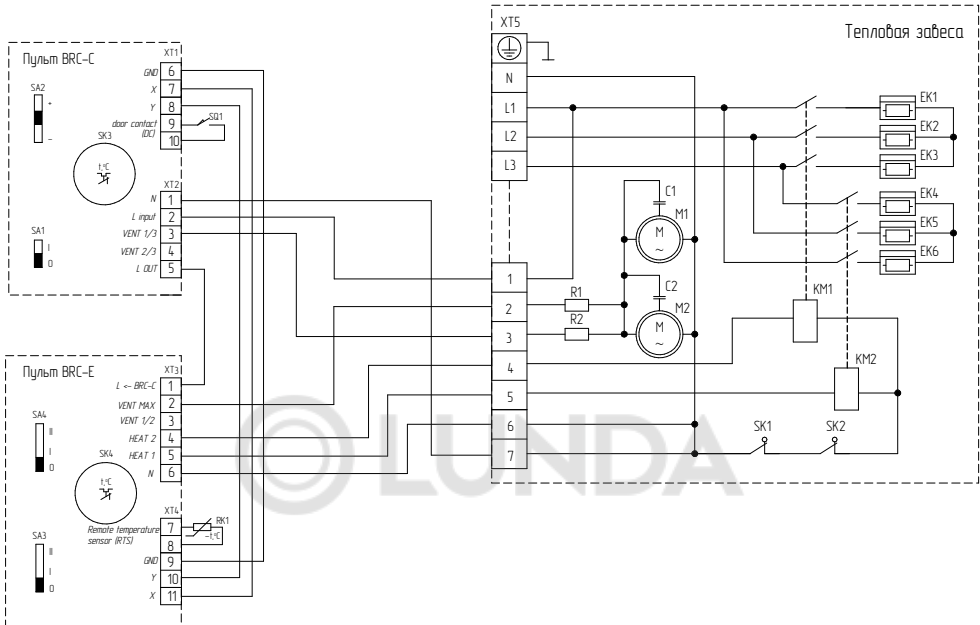 Пульт BRC-C
SA2
+
–
SK3
t,°C
SA1
I
0
XT1
GND 6
X 7
Y 8
door contact (DC) 9
10
SQ1
XT2
N 1
L input 2
VENT 1/3 3
VENT 2/3 4
L OUT 5
Пульт BRC-E
SA4
II
I
0
SK4
t,°C
SA3
II
I
0
XT3
L <- BRC-C 1
VENT MAX 2
VENT 1/2 3
HEAT 2 4
HEAT 1 5
N 6
XT4
Remote temperature 7
sensor (RTS) 8
GND 9
Y 10
X 11
RK1
-t,°C
XT5
Тепловая завеса
N
L1
L2
L3
1
2
3
4
5
6
7
R1
R2
C1
M1
M
~
C2
M2
M
~
EK1
EK2
EK3
EK4
EK5
EK6
KM1
KM2
SK1
SK2
LUNDA